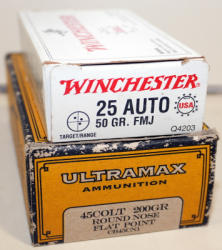 WINCHESTER
25 AUTO
50 GR. FMJ
USA
TARGET/RANGE
Q4203
ULTRAMAX
AMMUNITION
45COLT 200GR
ROUND NOSE
FLAT POINT